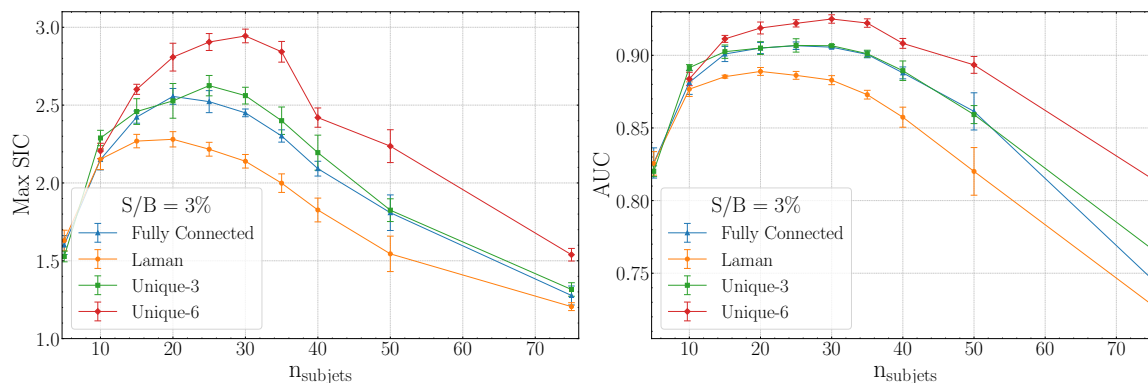 3.0
2.5
2.0
1.5
1.0
Max SIC
S/B = 3%
Fully Connected
Laman
Unique-3
Unique-6
10 20 30 40 50 60 70
n_subjets
0.90
0.85
0.80
0.75
AUC
S/B = 3%
Fully Connected
Laman
Unique-3
Unique-6
10 20 30 40 50 60 70
n_subjets